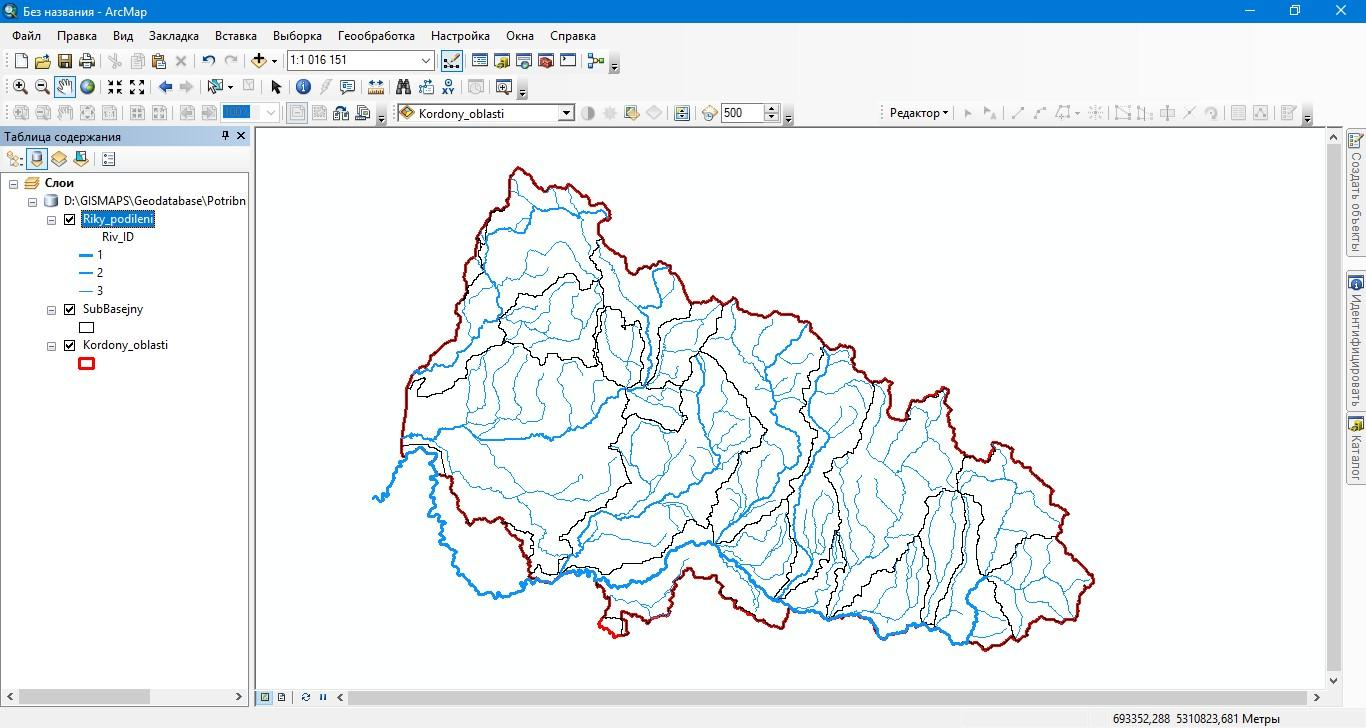 Без названия - ArcMap
Файл Правка Вид Закладка Вставка Выборка Геообработка Настройка Окна Справка
1:1 016 151
100%
Kordony_oblasti
500
Редактор
Таблица содержания
Слои
D:\GISMAPS\Geodatabase\Potribn
Riky_podileni
Riv_ID
1
2
3
SubBasejny
Kordony_oblasti
Создать объекты
Идентифицировать
Каталог
693352,288 5310823,681 Метры